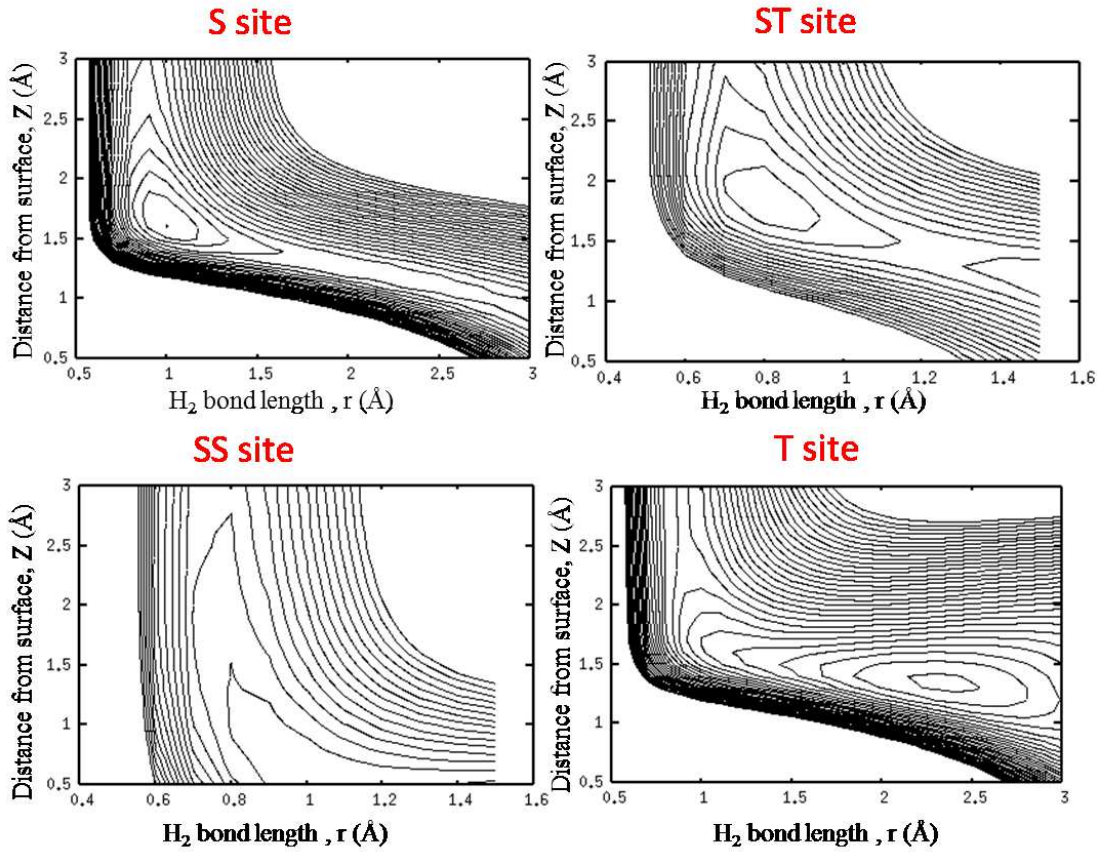 S site
Distance from surface, Z (Å)
3
2.5
2
1.5
1
0.5
0.5 1 1.5 2 2.5 3
H₂ bond length , r (Å)
ST site
Distance from surface, Z (Å)
3
2.5
2
1.5
1
0.5
0.4 0.6 0.8 1 1.2 1.4 1.6
H₂ bond length , r (Å)
SS site
Distance from surface, Z (Å)
3
2.5
2
1.5
1
0.5
0.4 0.6 0.8 1 1.2 1.4 1.6
H₂ bond length , r (Å)
T site
Distance from surface, Z (Å)
3
2.5
2
1.5
1
0.5
0.5 1 1.5 2 2.5 3
H₂ bond length , r (Å)